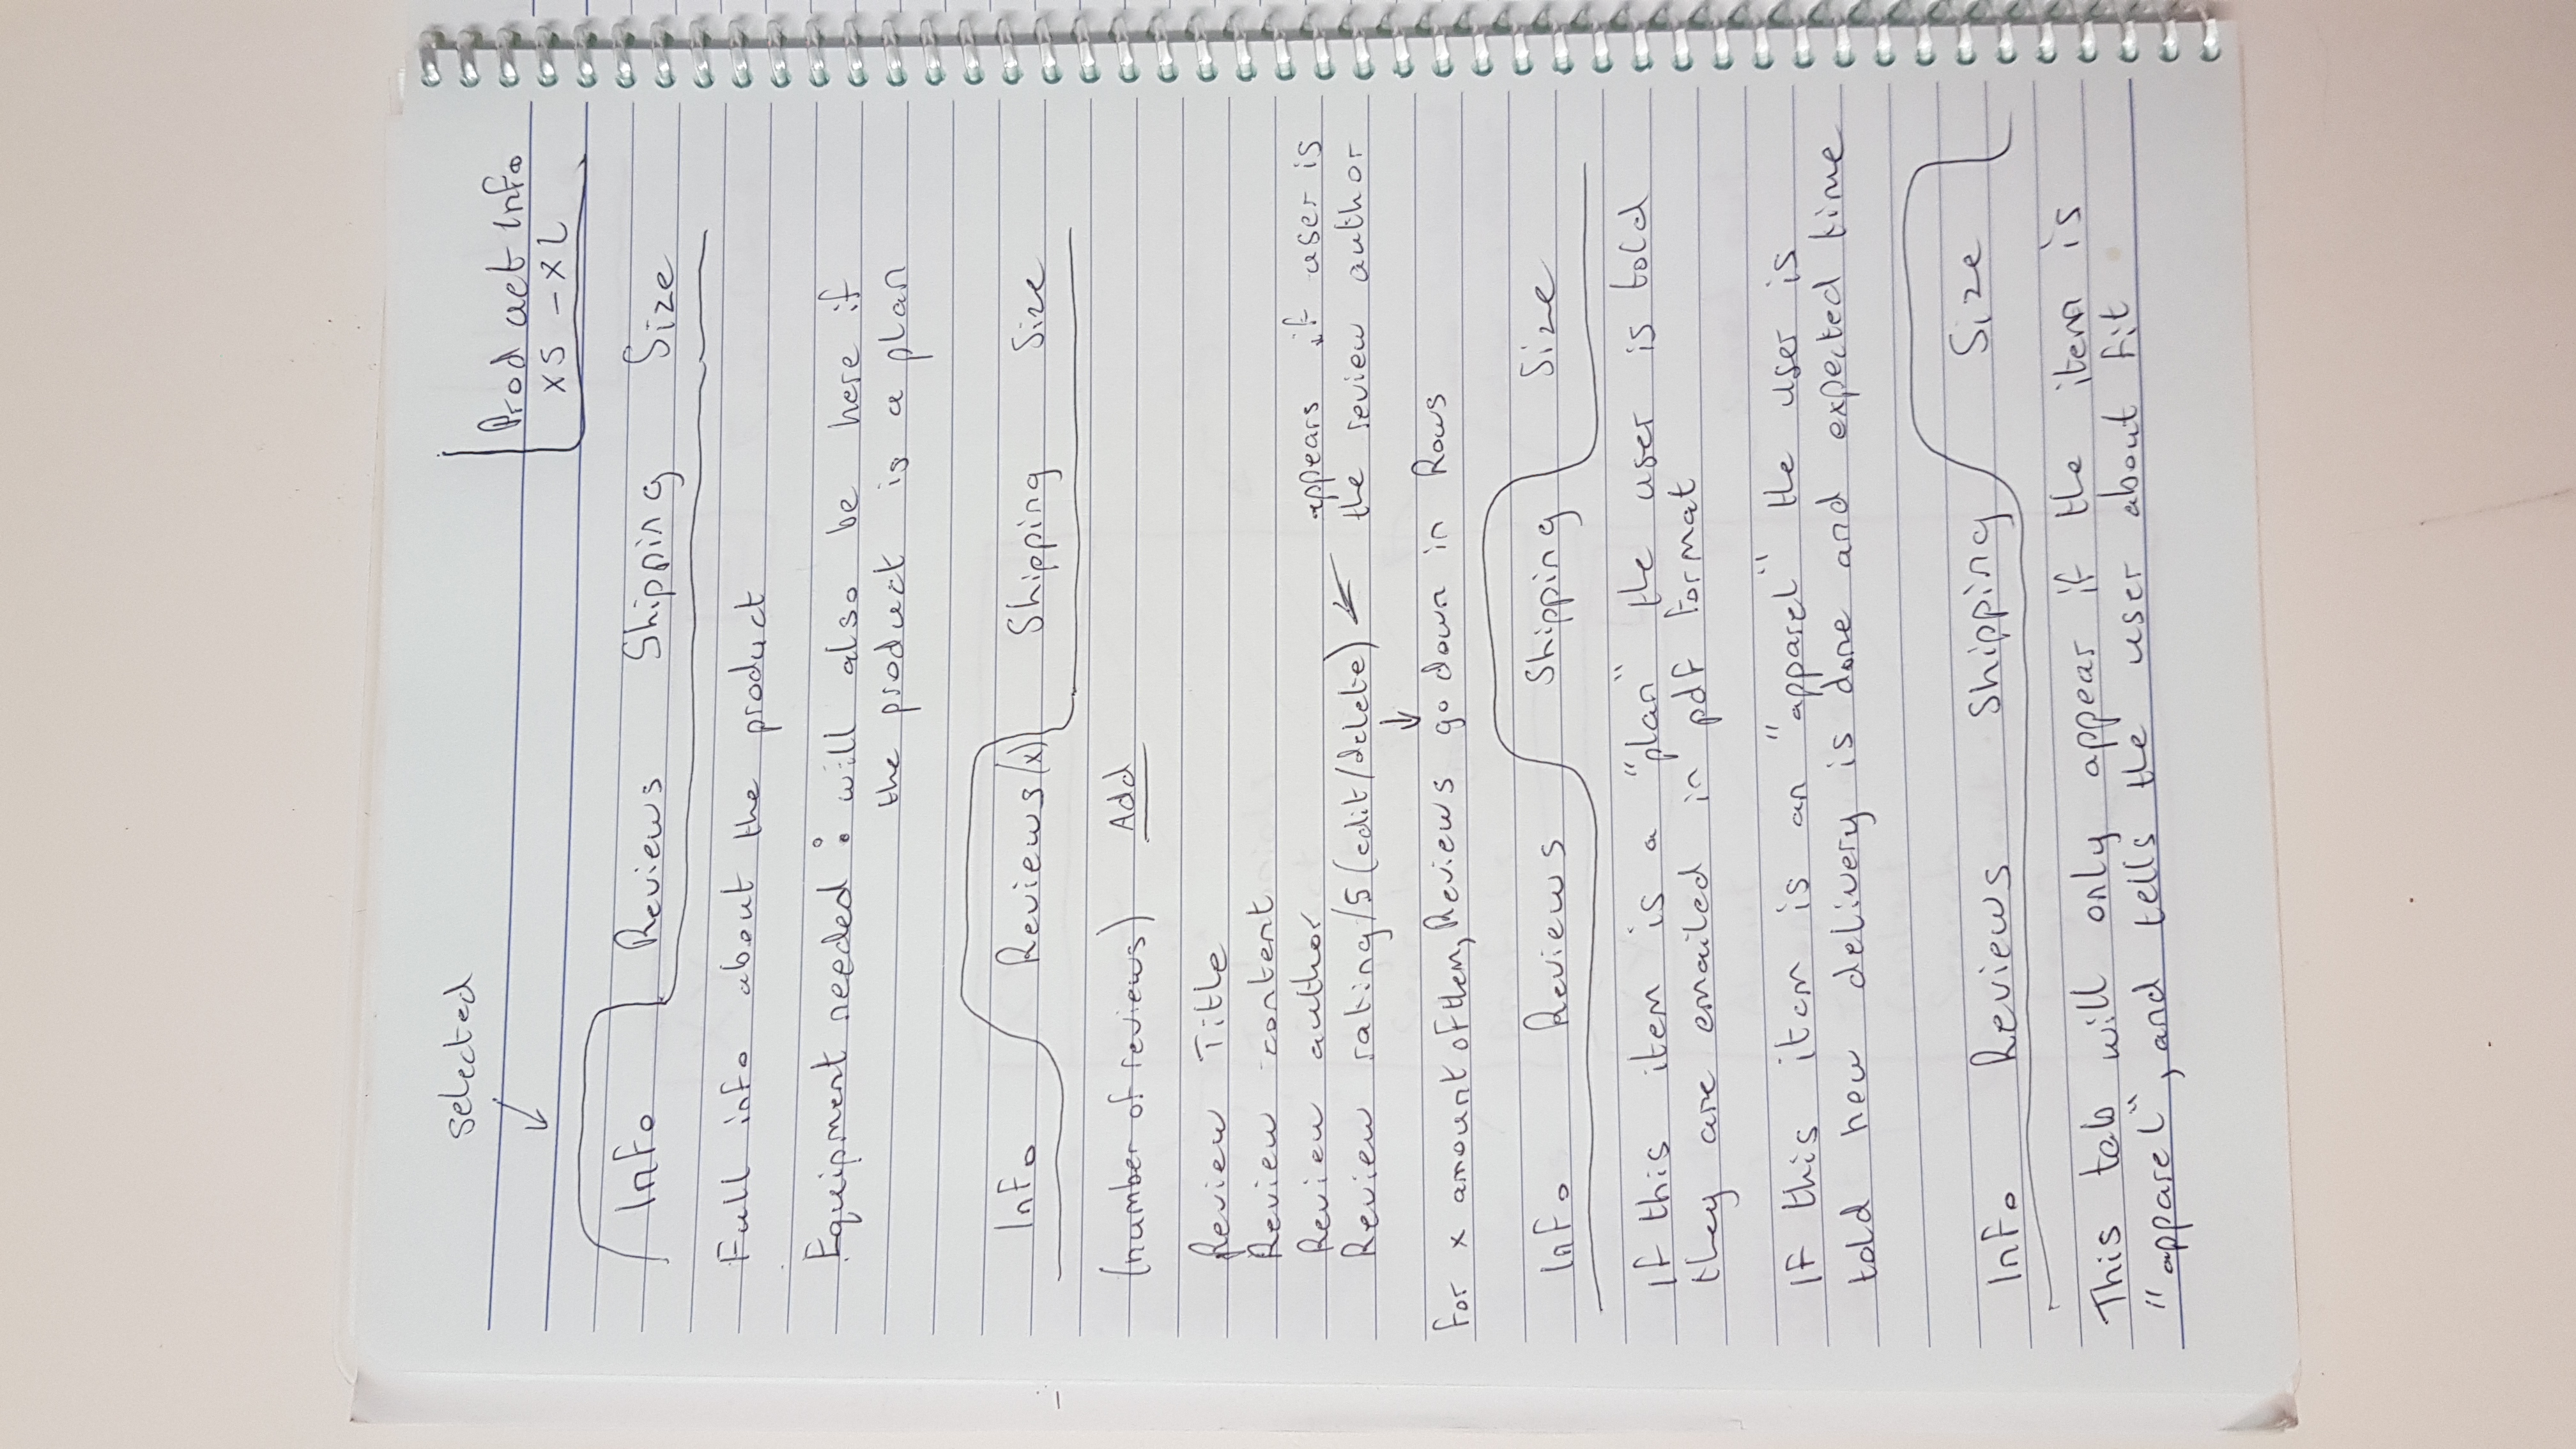 selected
Product Info
XS - XL
Info Reviews Shipping Size
Full info about the product
Equipment needed : will also be here if
the product is a plan
Info Reviews (x) Shipping Size
(number of reviews) Add
Review Title
Review content
Review author appears if user is
Review rating/5 (edit/delete) the review author
For x amount of them, Reviews go down in Rows
Info Reviews Shipping Size
If this item is a "plan" the user is told
they are emailed in pdf format
If this item is an "apparel" the user is
told how delivery is done and expected time
Info Reviews Shipping Size
This tab will only appear if the item is
"apparel", and tells the user about fit